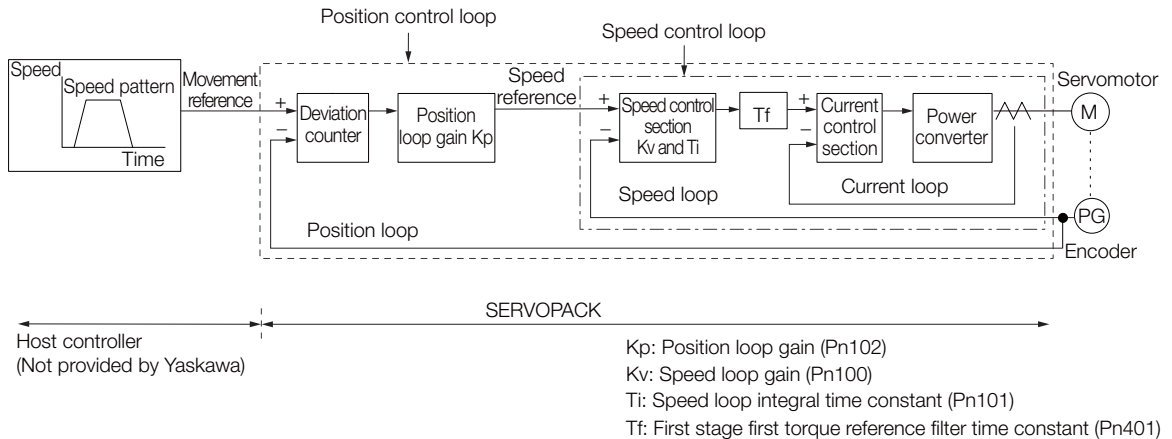 Position control loop
Speed control loop
Speed
Speed pattern
Time
Movement
reference
+
−
Deviation
counter
Position
loop gain Kp
Speed
reference
+
−
Speed control
section
Kv and Ti
Tf
+
−
Current
control
section
Power
converter
Servomotor
M
Current loop
Speed loop
Position loop
PG
Encoder
SERVOPACK
Host controller
(Not provided by Yaskawa)
Kp: Position loop gain (Pn102)
Kv: Speed loop gain (Pn100)
Ti: Speed loop integral time constant (Pn101)
Tf: First stage first torque reference filter time constant (Pn401)